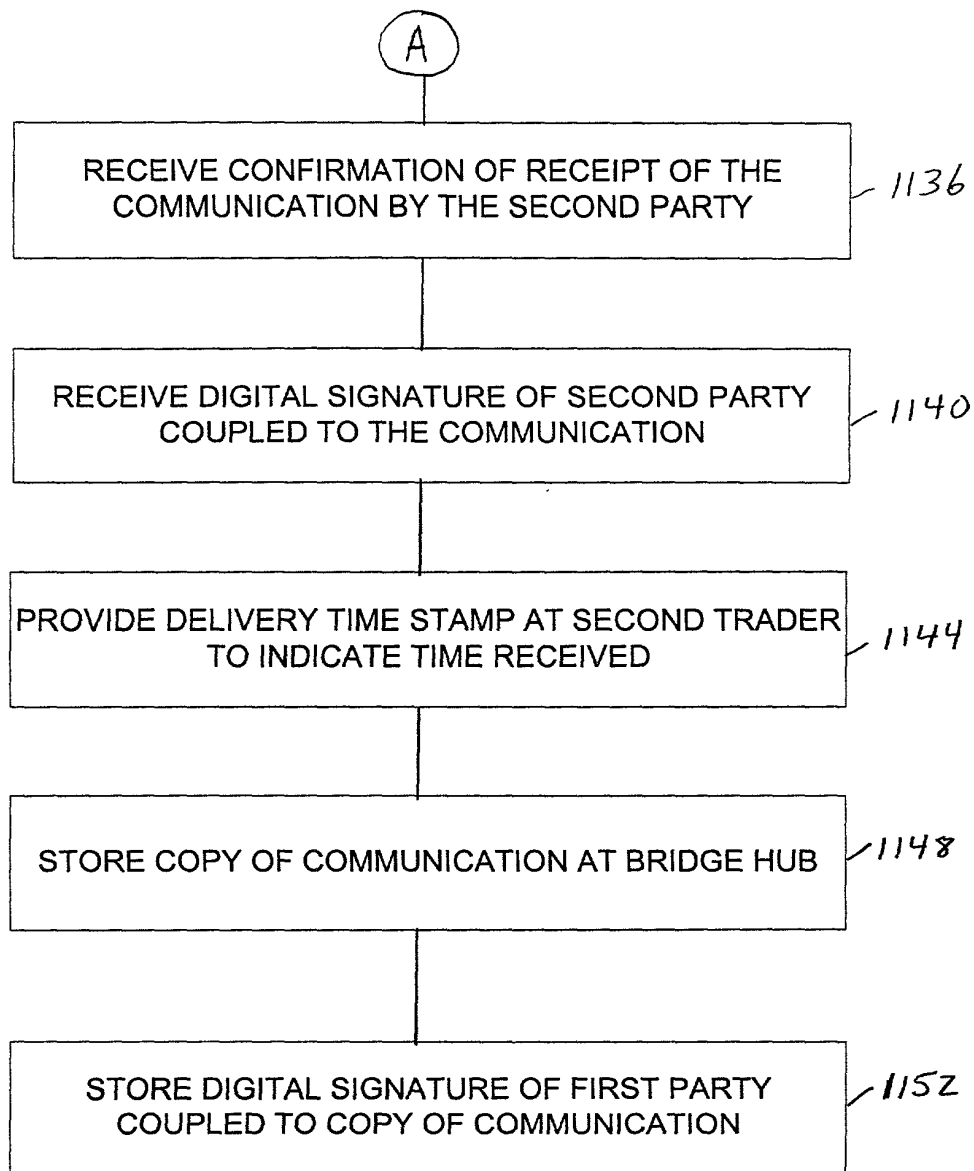 A
RECEIVE CONFIRMATION OF RECEIPT OF THE
COMMUNICATION BY THE SECOND PARTY
1136
RECEIVE DIGITAL SIGNATURE OF SECOND PARTY
COUPLED TO THE COMMUNICATION
1140
PROVIDE DELIVERY TIME STAMP AT SECOND TRADER
TO INDICATE TIME RECEIVED
1144
STORE COPY OF COMMUNICATION AT BRIDGE HUB
1148
STORE DIGITAL SIGNATURE OF FIRST PARTY
COUPLED TO COPY OF COMMUNICATION
1152